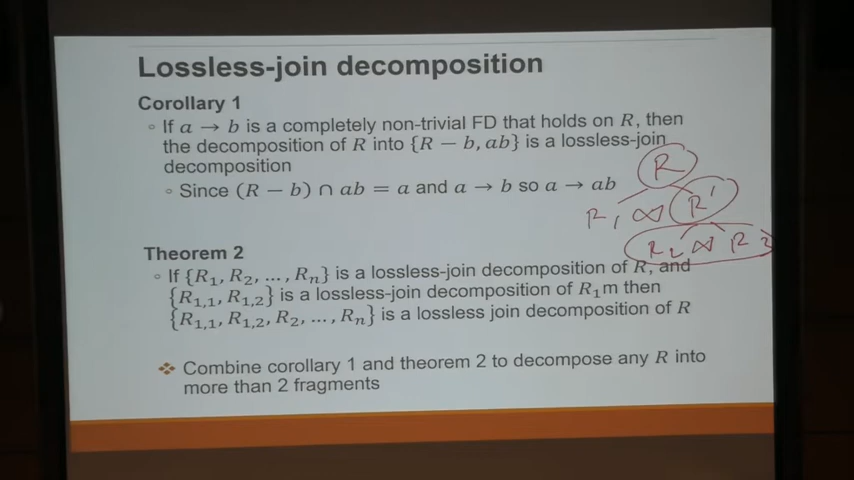 Lossless-join decomposition
Corollary 1
◦ If a → b is a completely non-trivial FD that holds on R, then
the decomposition of R into {R − b, ab} is a lossless-join
decomposition
◦ Since (R − b) ∩ ab = a and a → b so a → ab
R
R₁ ⋈ R'
R₂ ⋈ R₃
Theorem 2
◦ If {R₁, R₂, …, Rₙ} is a lossless-join decomposition of R, and
{R₁,₁, R₁,₂} is a lossless-join decomposition of R₁m then
{R₁,₁, R₁,₂, R₂, …, Rₙ} is a lossless join decomposition of R
❖ Combine corollary 1 and theorem 2 to decompose any R into
more than 2 fragments